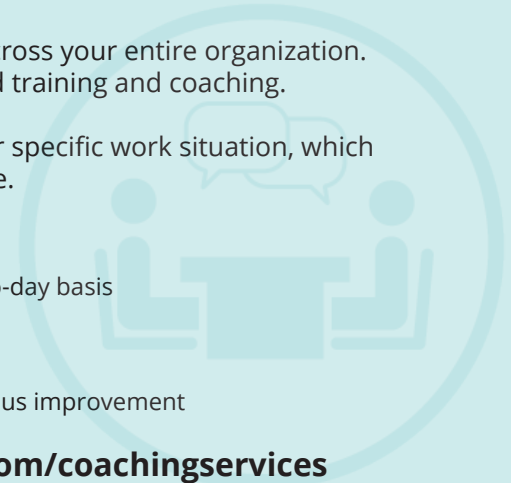 ross your entire organization.
d training and coaching.
r specific work situation, which
e.
-day basis
us improvement
om/coachingservices